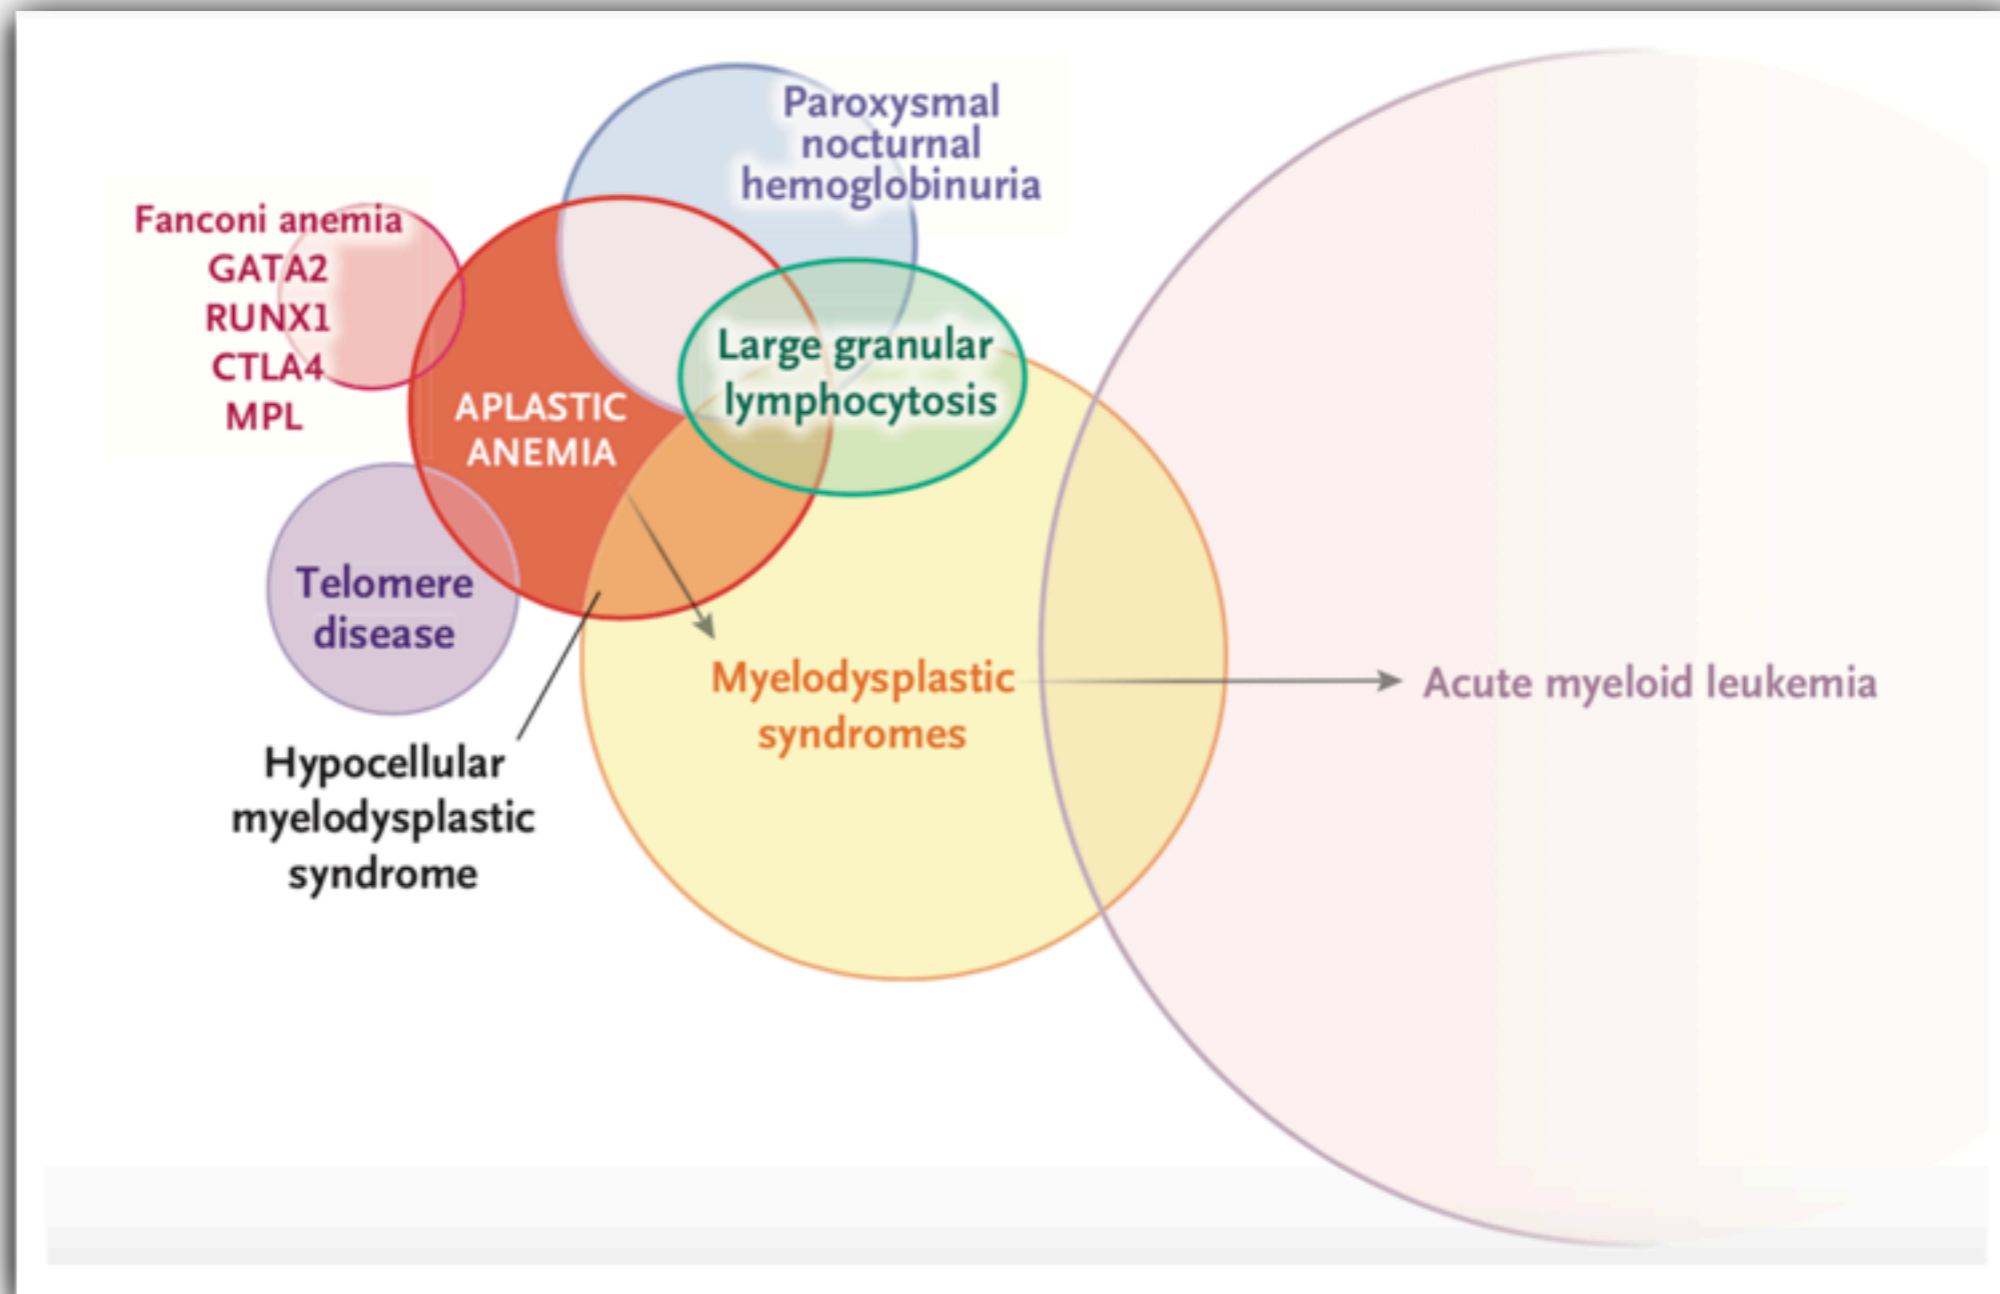 Paroxysmal
nocturnal
hemoglobinuria
Fanconi anemia
GATA2
RUNX1
CTLA4
MPL
Large granular
lymphocytosis
APLASTIC
ANEMIA
Telomere
disease
Myelodysplastic
syndromes
Acute myeloid leukemia
Hypocellular
myelodysplastic
syndrome